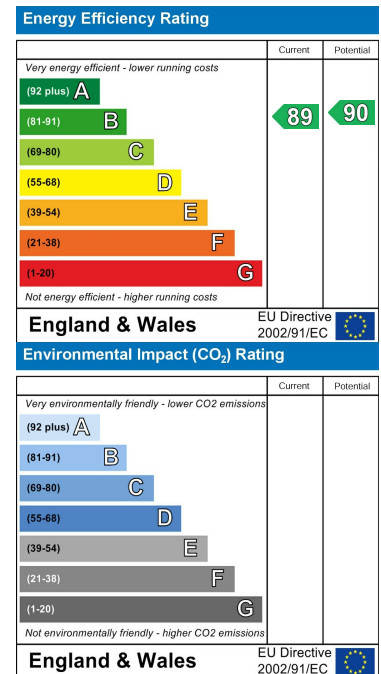 Energy Efficiency Rating
Current Potential
Very energy efficient - lower running costs
(92 plus) A
(81-91) B
89 90
(69-80) C
(55-68) D
(39-54) E
(21-38) F
(1-20) G
Not energy efficient - higher running costs
England & Wales
EU Directive
2002/91/EC
Environmental Impact (CO₂) Rating
Current Potential
Very environmentally friendly - lower CO2 emissions
(92 plus) A
(81-91) B
(69-80) C
(55-68) D
(39-54) E
(21-38) F
(1-20) G
Not environmentally friendly - higher CO2 emissions
England & Wales
EU Directive
2002/91/EC